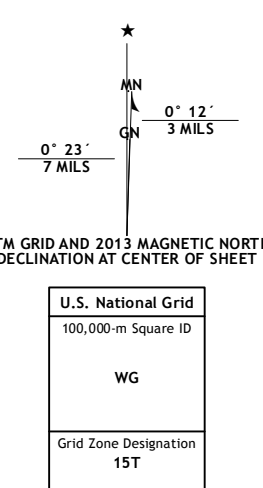 ★
MN
0° 12´
3 MILS
GN
0° 23´
7 MILS
TM GRID AND 2013 MAGNETIC NORTH
DECLINATION AT CENTER OF SHEET
U.S. National Grid
100,000-m Square ID
WG
Grid Zone Designation
15T